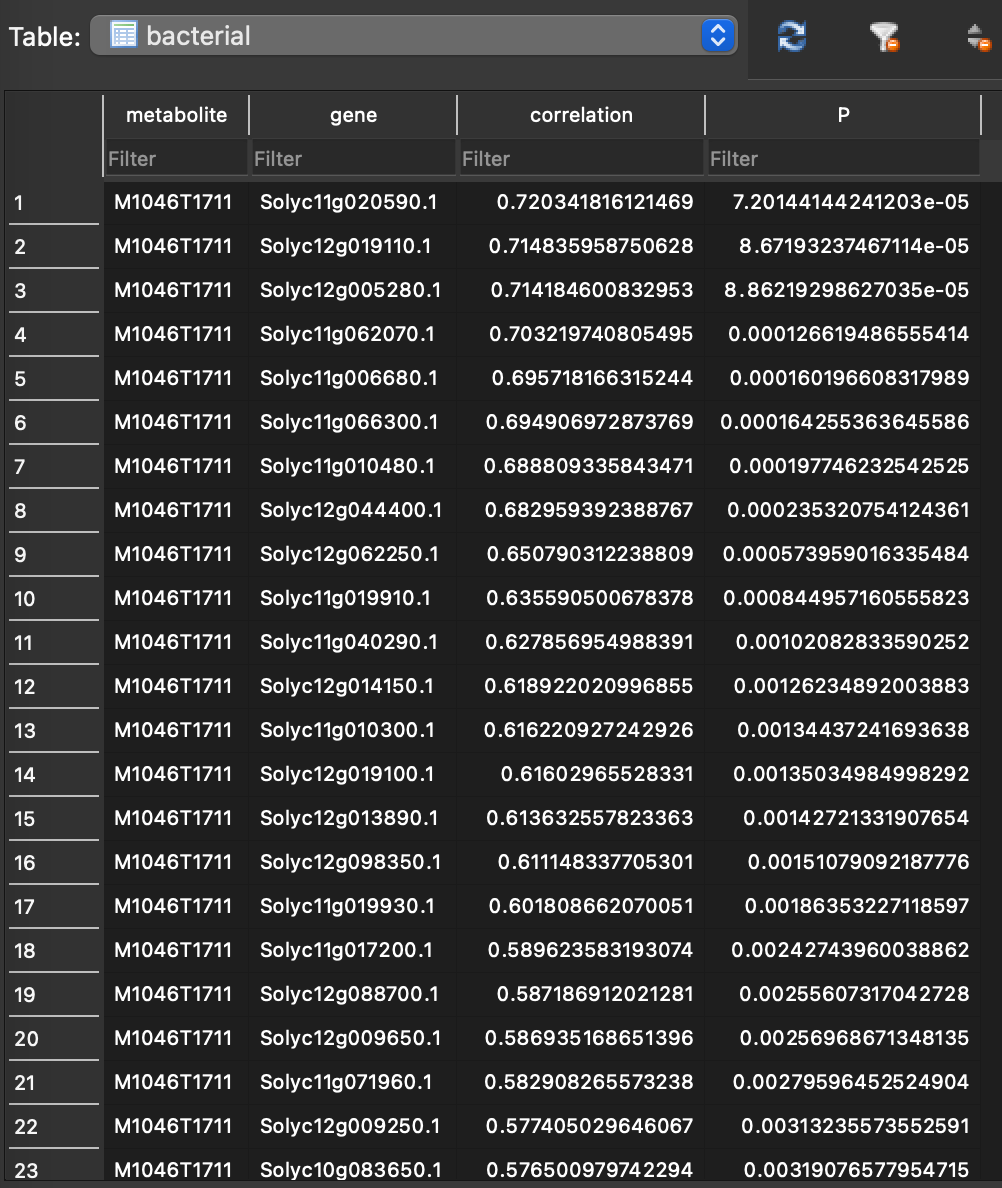 Table: bacterial
metabolite gene correlation P
Filter Filter Filter Filter
1 M1046T1711 Solyc11g020590.1 0.720341816121469 7.20144144241203e-05
2 M1046T1711 Solyc12g019110.1 0.714835958750628 8.67193237467114e-05
3 M1046T1711 Solyc12g005280.1 0.714184600832953 8.86219298627035e-05
4 M1046T1711 Solyc11g062070.1 0.703219740805495 0.000126619486555414
5 M1046T1711 Solyc11g006680.1 0.695718166315244 0.000160196608317989
6 M1046T1711 Solyc11g066300.1 0.694906972873769 0.000164255363645586
7 M1046T1711 Solyc11g010480.1 0.688809335843471 0.000197746232542525
8 M1046T1711 Solyc12g044400.1 0.682959392388767 0.000235320754124361
9 M1046T1711 Solyc12g062250.1 0.650790312238809 0.000573959016335484
10 M1046T1711 Solyc11g019910.1 0.635590500678378 0.000844957160555823
11 M1046T1711 Solyc11g040290.1 0.627856954988391 0.00102082833590252
12 M1046T1711 Solyc12g014150.1 0.618922020996855 0.00126234892003883
13 M1046T1711 Solyc11g010300.1 0.616220927242926 0.00134437241693638
14 M1046T1711 Solyc12g019100.1 0.61602965528331 0.00135034984998292
15 M1046T1711 Solyc12g013890.1 0.613632557823363 0.00142721331907654
16 M1046T1711 Solyc12g098350.1 0.611148337705301 0.00151079092187776
17 M1046T1711 Solyc11g019930.1 0.601808662070051 0.00186353227118597
18 M1046T1711 Solyc11g017200.1 0.589623583193074 0.00242743960038862
19 M1046T1711 Solyc12g088700.1 0.587186912021281 0.00255607317042728
20 M1046T1711 Solyc12g009650.1 0.586935168651396 0.00256968671348135
21 M1046T1711 Solyc11g071960.1 0.582908265573238 0.002795964525249​04
22 M1046T1711 Solyc12g009250.1 0.577405029646067 0.00313235573552591
23 M1046T1711 Solyc10g083650.1 0.576500979742294 0.00319076577954715